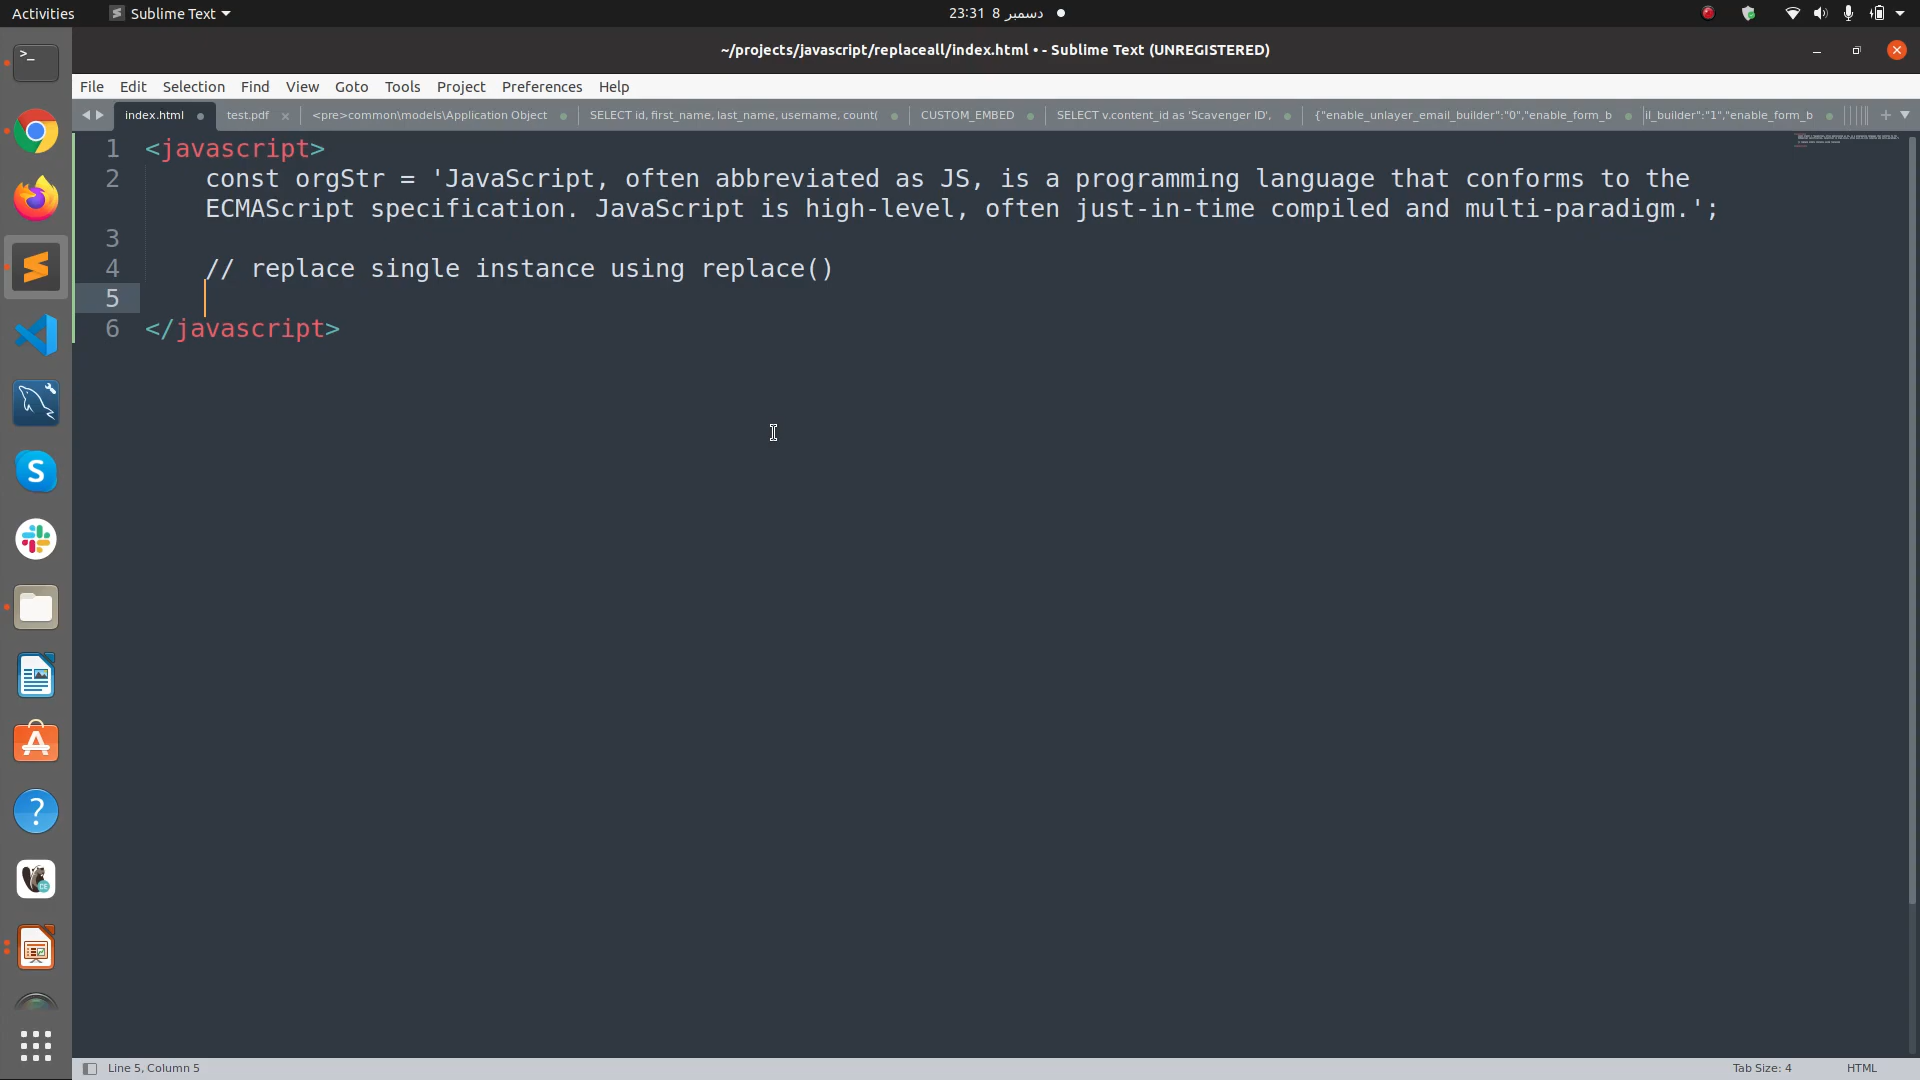 Activities
Sublime Text
23:31 8 دسمبر
~/projects/javascript/replaceall/index.html • - Sublime Text (UNREGISTERED)
File Edit Selection Find View Goto Tools Project Preferences Help
index.html test.pdf <pre>common\models\Application Object SELECT id, first_name, last_name, username, count( CUSTOM_EMBED SELECT v.content_id as 'Scavenger ID', {"enable_unlayer_email_builder":"0","enable_form_b il_builder":"1","enable_form_b
1 <javascript>
2 const orgStr = 'JavaScript, often abbreviated as JS, is a programming language that conforms to the
ECMAScript specification. JavaScript is high-level, often just-in-time compiled and multi-paradigm.';
3
4 // replace single instance using replace()
5
6 </javascript>
Line 5, Column 5 Tab Size: 4 HTML